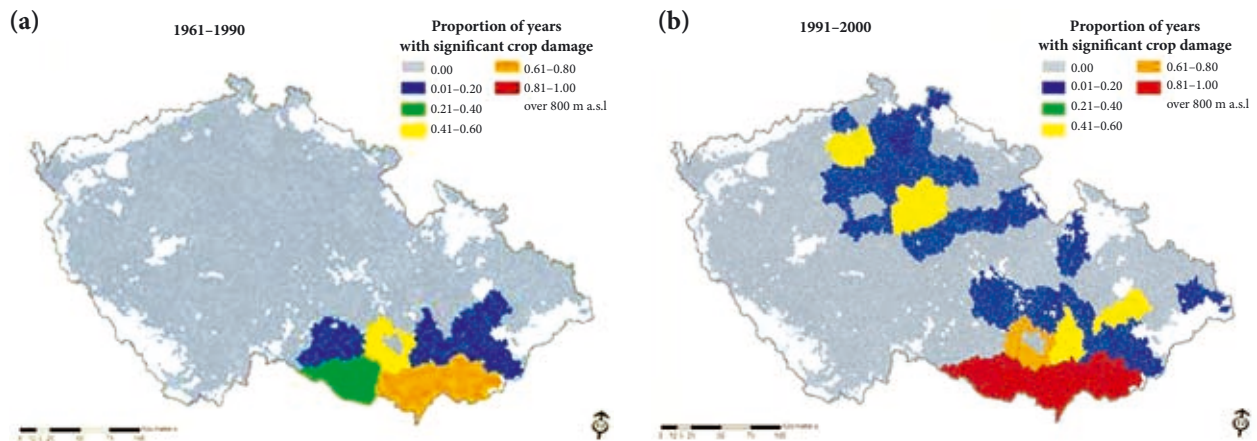 (a)
1961–1990
Proportion of years
with significant crop damage
0.00
0.01–0.20
0.21–0.40
0.41–0.60
0.61–0.80
0.81–1.00
over 800 m a.s.l
(b)
1991–2000
Proportion of years
with significant crop damage
0.00
0.01–0.20
0.21–0.40
0.41–0.60
0.61–0.80
0.81–1.00
over 800 m a.s.l